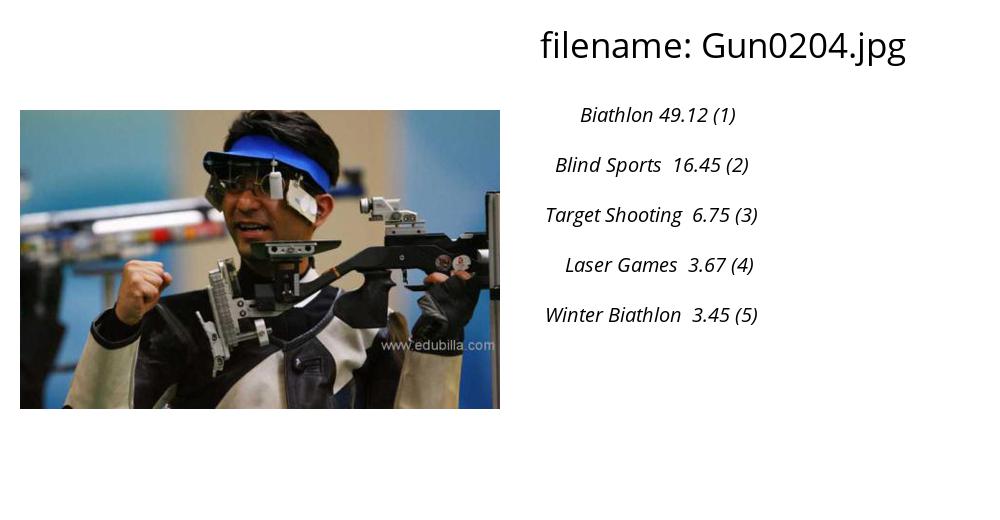 filename: Gun0204.jpg
Biathlon 49.12 (1)
Blind Sports 16.45 (2)
Target Shooting 6.75 (3)
Laser Games 3.67 (4)
Winter Biathlon 3.45 (5)
www.edubilla.com